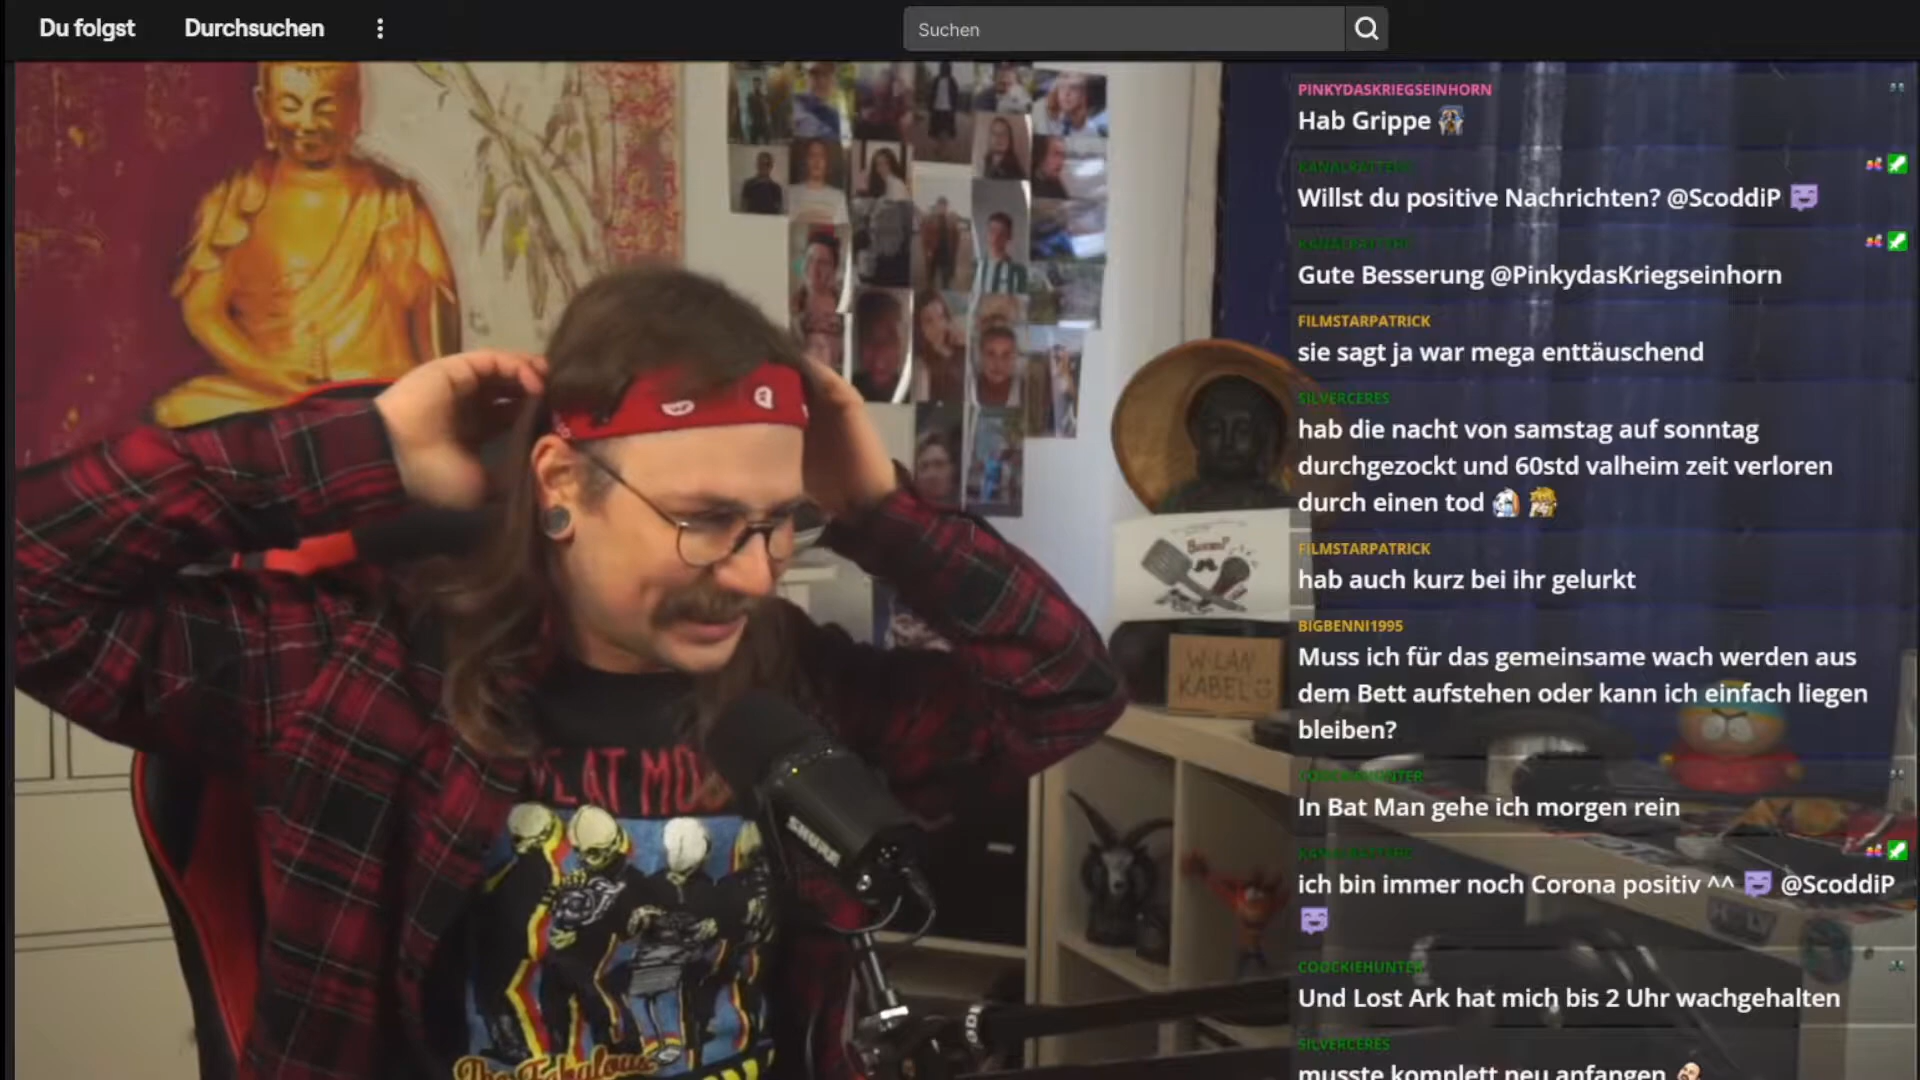 Du folgst
Durchsuchen
Suchen
PINKYDASKRIEGSEINHORN
Hab Grippe
KANALRATTE
Willst du positive Nachrichten? @ScoddiP
Gute Besserung @PinkydasKriegseinhorn
FILMSTARPATRICK
sie sagt ja war mega enttäuschend
SILVERCERES
hab die nacht von samstag auf sonntag
durchgezockt und 60std valheim zeit verloren
durch einen tod
FILMSTARPATRICK
hab auch kurz bei ihr gelurkt
BIGBENNI1995
Muss ich für das gemeinsame wach werden aus
dem Bett aufstehen oder kann ich einfach liegen
bleiben?
COOCKIEHUNTER
In Bat Man gehe ich morgen rein
ich bin immer noch Corona positiv ^^ @ScoddiP
COOCKIEHUNTER
Und Lost Ark hat mich bis 2 Uhr wachgehalten
SILVERCERES
musste komplett neu anfangen
W-LAN
KABEL
SHURE
The Fabulous